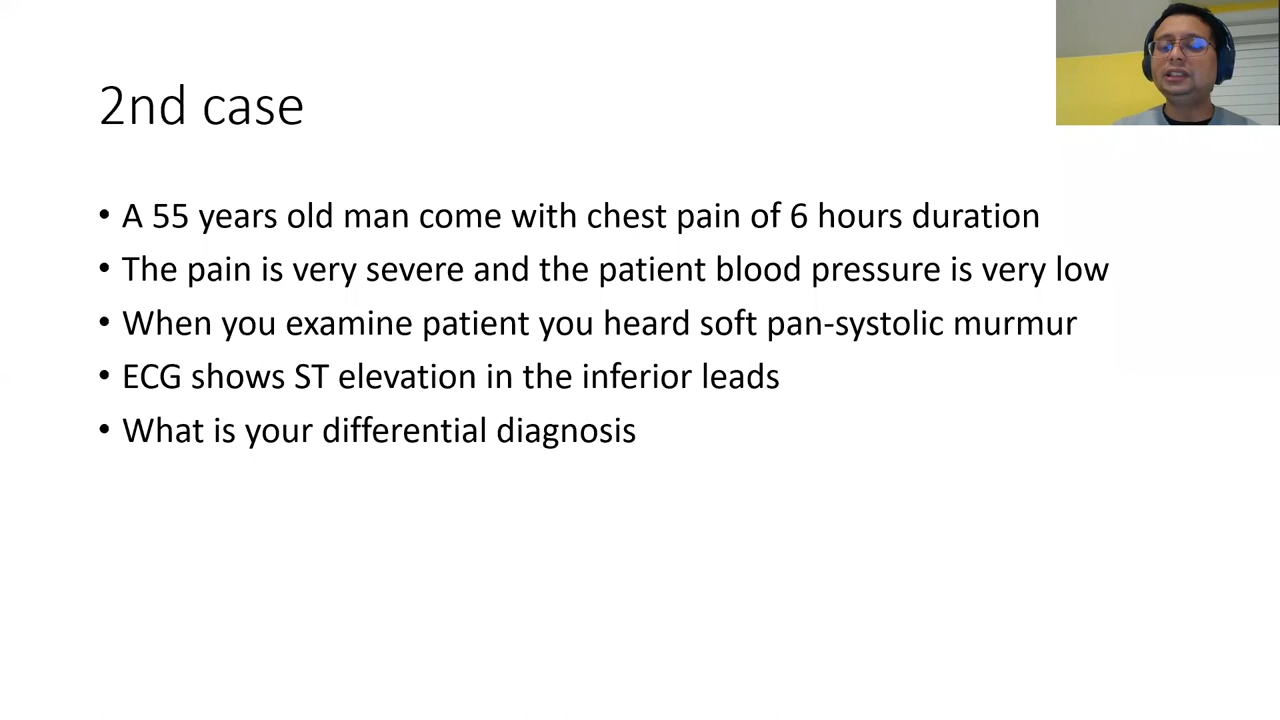 2nd case
• A 55 years old man come with chest pain of 6 hours duration
• The pain is very severe and the patient blood pressure is very low
• When you examine patient you heard soft pan-systolic murmur
• ECG shows ST elevation in the inferior leads
• What is your differential diagnosis